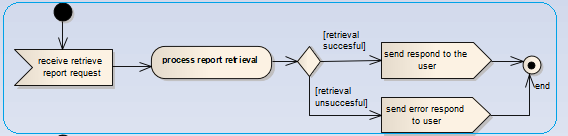 [retrieval
succesful]
receive retrieve
report request
process report retrieval
send respond to the
user
[retrieval
unsuccesful]
end
send error respond
to user